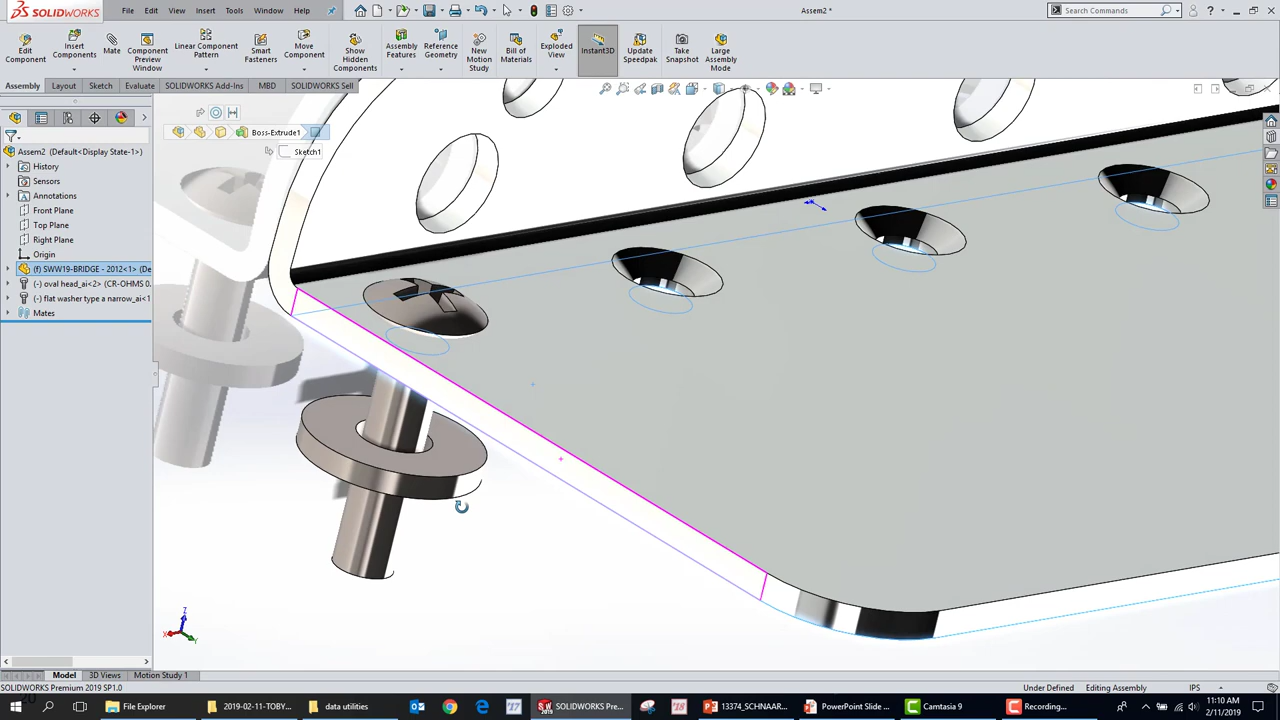 SOLIDWORKS
File Edit View Insert Tools Window Help
Assem2 *
Search Commands
Edit Component
Insert Components
Mate
Component Preview Window
Linear Component Pattern
Smart Fasteners
Move Component
Show Hidden Components
Assembly Features
Reference Geometry
New Motion Study
Bill of Materials
Exploded View
Instant3D
Update Speedpak
Take Snapshot
Large Assembly Mode
Assembly Layout Sketch Evaluate SOLIDWORKS Add-Ins MBD SOLIDWORKS Sell
Boss-Extrude1
Sketch1
Assem2 (Default<Display State-1>)
History
Sensors
Annotations
Front Plane
Top Plane
Right Plane
Origin
(f) SWW19-BRIDGE - 2012<1> (De
(-) oval head_ai<2> (CR-OHMS 0.
(-) flat washer type a narrow_ai<1
Mates
Z
X
Y
Model 3D Views Motion Study 1
SOLIDWORKS Premium 2019 SP1.0
Under Defined Editing Assembly IPS
20
File Explorer 2019-02-11-TOBY... data utilities '17 SOLIDWORKS Pre... '18 13374_SCHNAAR... PowerPoint Slide ... Camtasia 9 Recording...
11:10 AM
2/11/2019